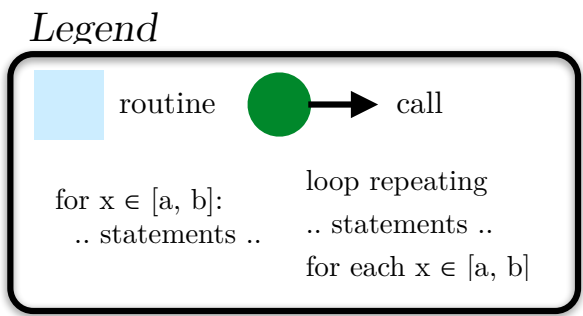 Legend
routine
call
for x ∈ [a, b]:
.. statements ..
loop repeating
.. statements ..
for each x ∈ [a, b]